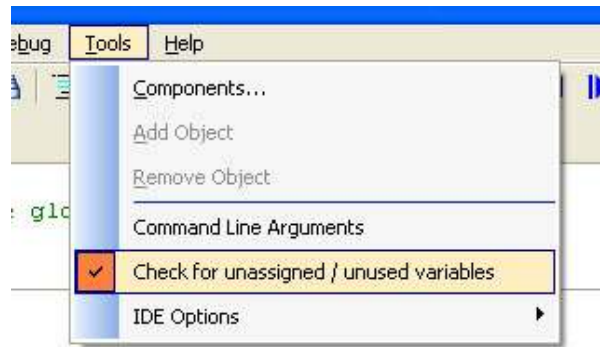 ebug Tools Help
Components...
Add Object
Remove Object
: glo
Command Line Arguments
Check for unassigned / unused variables
IDE Options